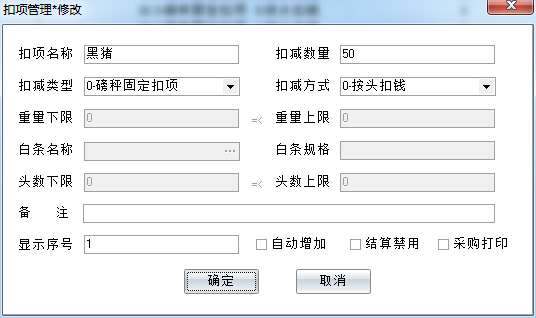 扣项管理*修改
扣项名称 黑猪 扣减数量 50
扣减类型 0-磅秤固定扣项 扣减方式 0-按头扣钱
重量下限 0 =< 重量上限 0
白条名称 ... 白条规格
头数下限 0 =< 头数上限 0
备 注
显示序号 1 自动增加 结算禁用 采购打印
确定 取消